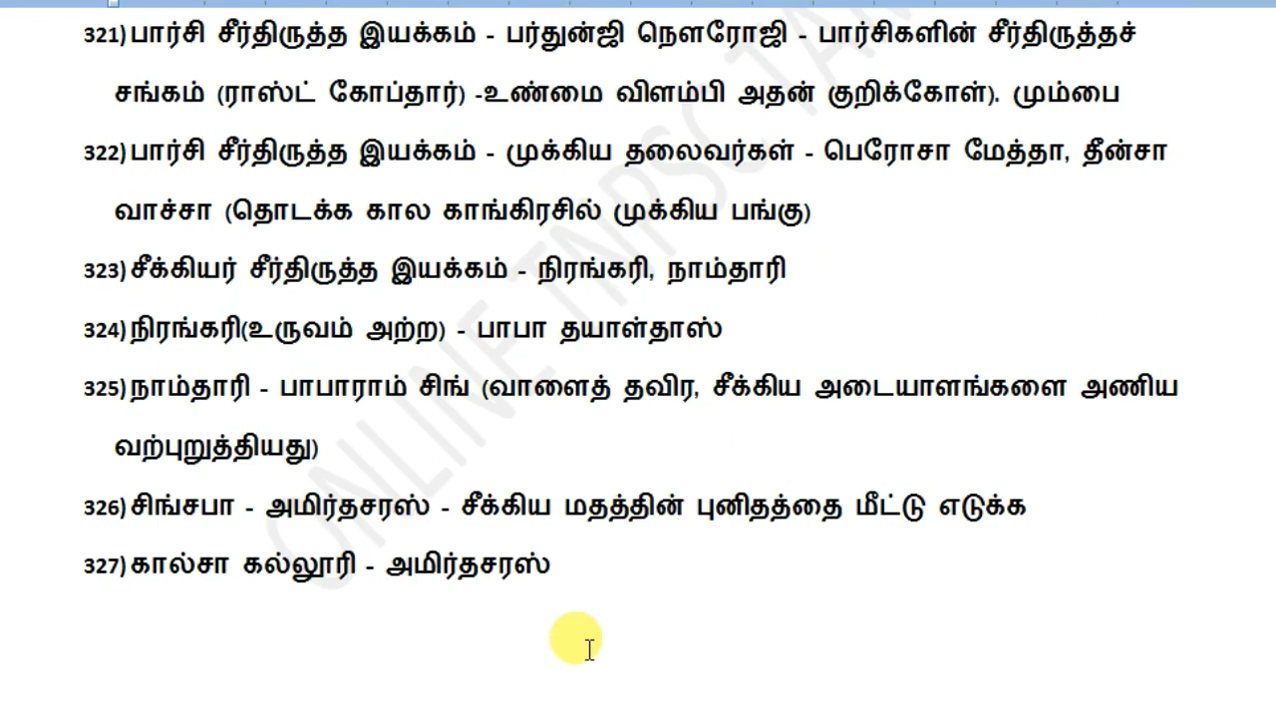 321) பார்சி சீர்திருத்த இயக்கம் - பர்துன்ஜி நௌரோஜி - பார்சிகளின் சீர்திருத்தச்
சங்கம் (ராஸ்ட் கோப்தார்) -உண்மை விளம்பி அதன் குறிக்கோள்). மும்பை
322) பார்சி சீர்திருத்த இயக்கம் - முக்கிய தலைவர்கள் - பெரோசா மேத்தா, தீன்சா
வாச்சா (தொடக்க கால காங்கிரசில் முக்கிய பங்கு)
323) சீக்கியர் சீர்திருத்த இயக்கம் - நிரங்கரி, நாம்தாரி
324) நிரங்கரி(உருவம் அற்ற) - பாபா தயாள்தாஸ்
325) நாம்தாரி - பாபாராம் சிங் (வாளைத் தவிர, சீக்கிய அடையாளங்களை அணிய
வற்புறுத்தியது)
326) சிங்சபா - அமிர்தசரஸ் - சீக்கிய மதத்தின் புனிதத்தை மீட்டு எடுக்க
327) கால்சா கல்லூரி - அமிர்தசரஸ்
ONLINE TNPSC